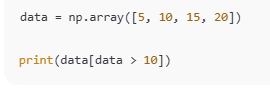 data = np.array([5, 10, 15, 20])
print(data[data > 10])